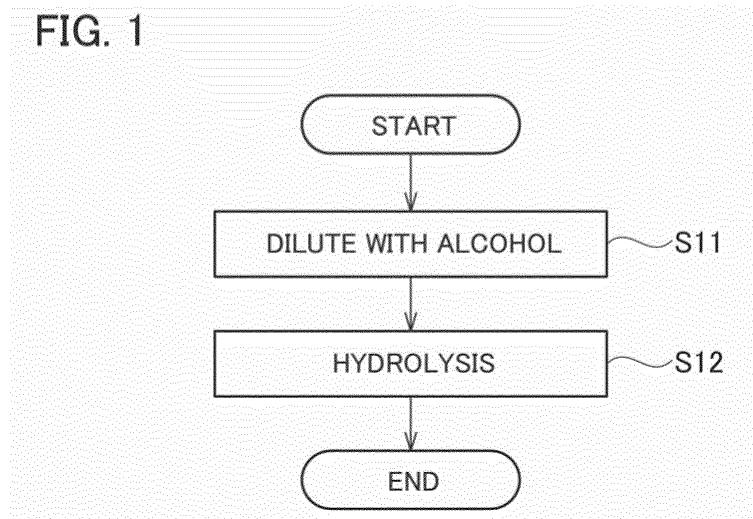 FIG. 1
START
DILUTE WITH ALCOHOL
S11
HYDROLYSIS
S12
END